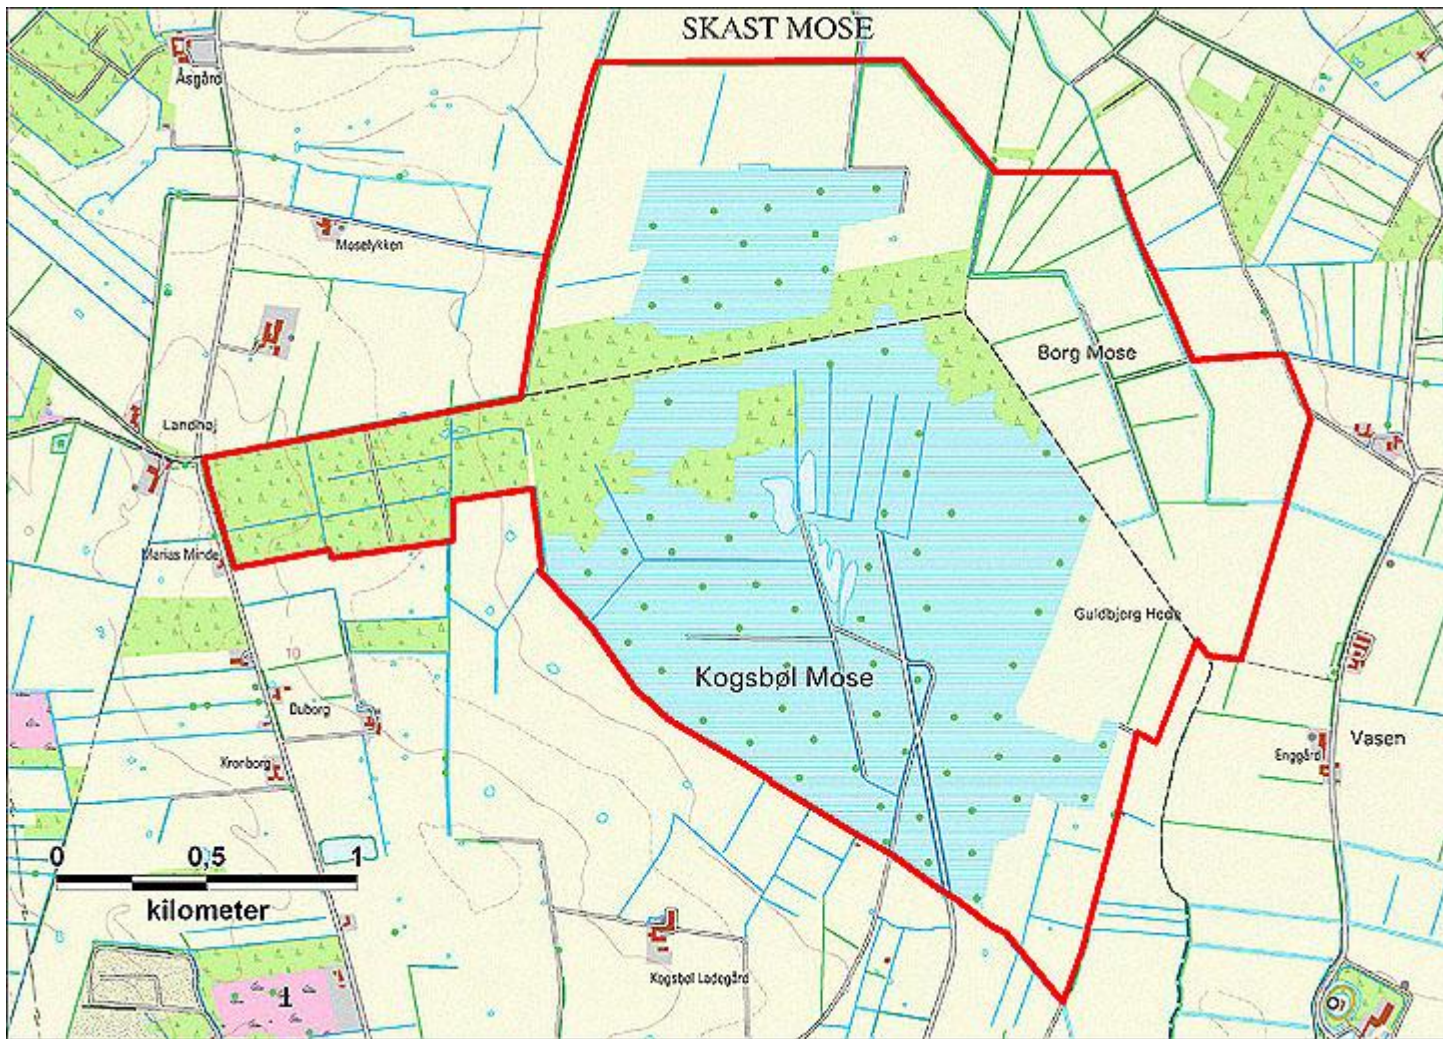 SKAST MOSE
Åsgård
Moselykken
Borg Mose
Landhøj
Marias Minde
Guldbjerg Hede
10
Kogsbøl Mose
Duborg
Vasen
Kronborg
Enggård
0 0,5 1
kilometer
Kogsbøl Ladegård
1